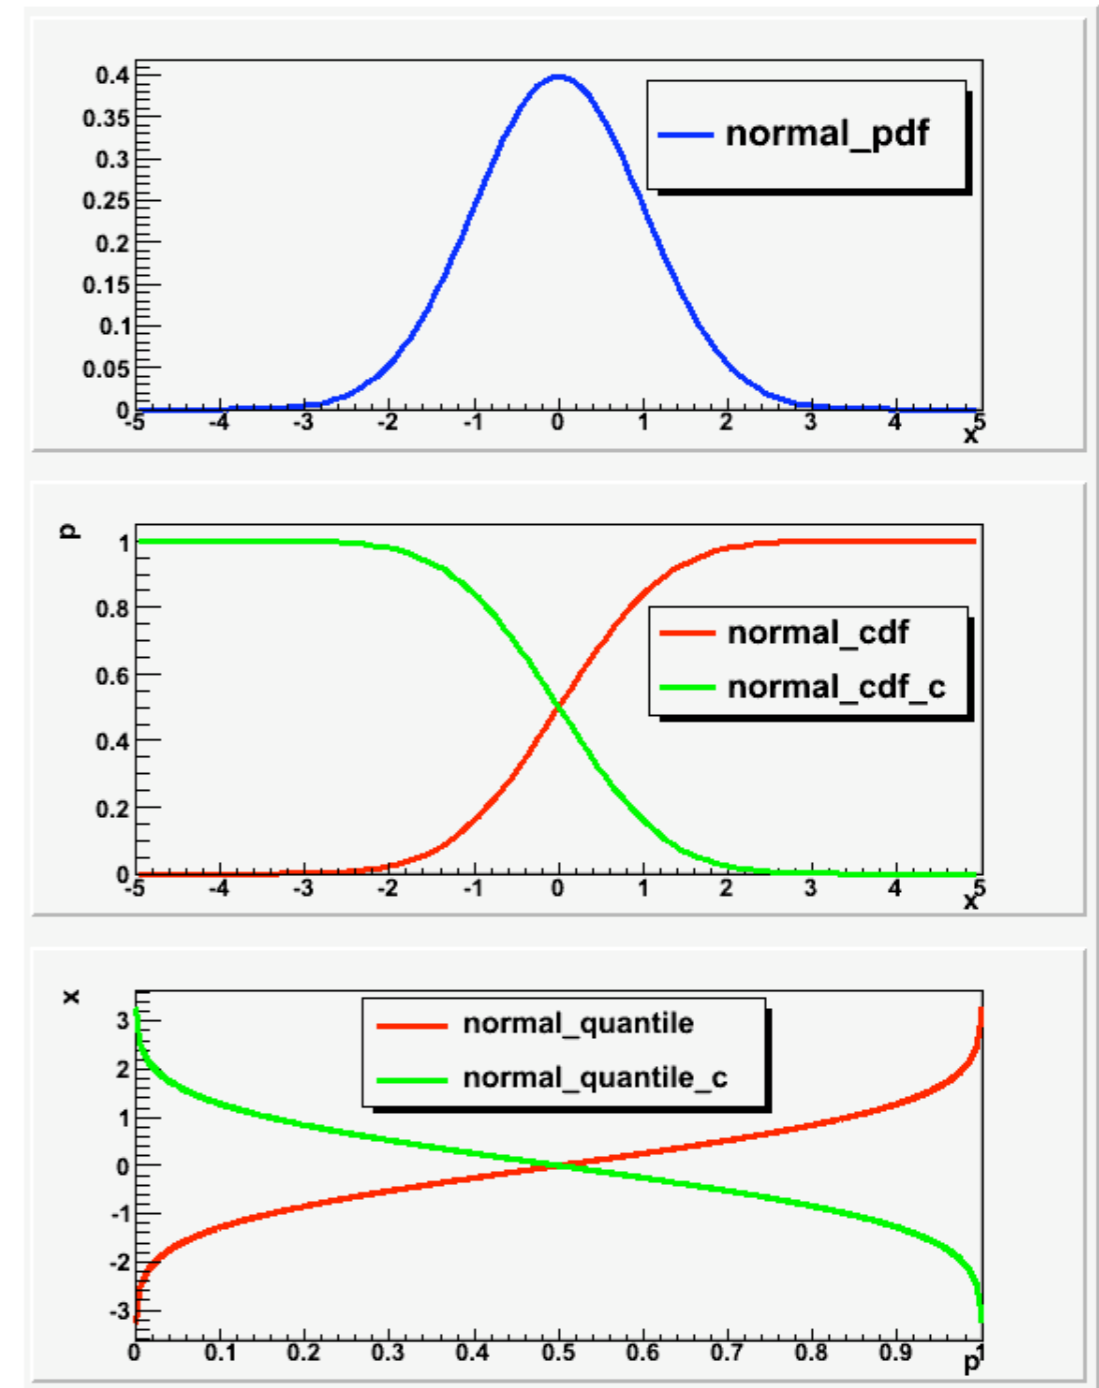 0.4
0.35
0.3
0.25
0.2
0.15
0.1
0.05
0
normal_pdf
-5 -4 -3 -2 -1 0 1 2 3 4 5
x
p
1
0.8
0.6
0.4
0.2
0
normal_cdf
normal_cdf_c
-5 -4 -3 -2 -1 0 1 2 3 4 5
x
x
3
2
1
0
-1
-2
-3
normal_quantile
normal_quantile_c
0 0.1 0.2 0.3 0.4 0.5 0.6 0.7 0.8 0.9 1
p